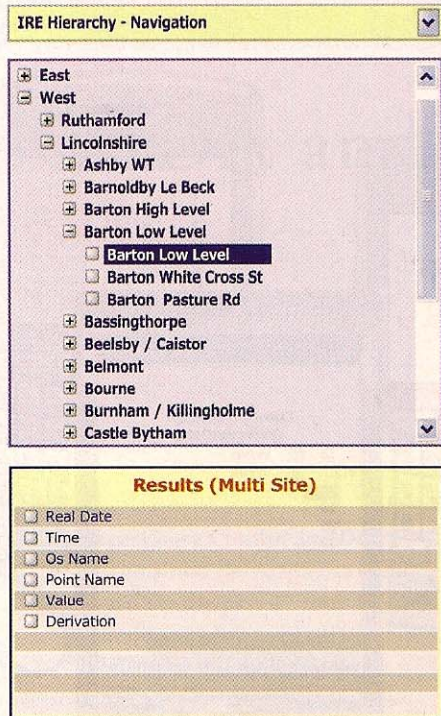 IRE Hierarchy - Navigation
East
West
Ruthamford
Lincolnshire
Ashby WT
Barnoldby Le Beck
Barton High Level
Barton Low Level
Barton Low Level
Barton White Cross St
Barton Pasture Rd
Bassingthorpe
Beelsby / Caistor
Belmont
Bourne
Burnham / Killingholme
Castle Bytham
Results (Multi Site)
Real Date
Time
Os Name
Point Name
Value
Derivation